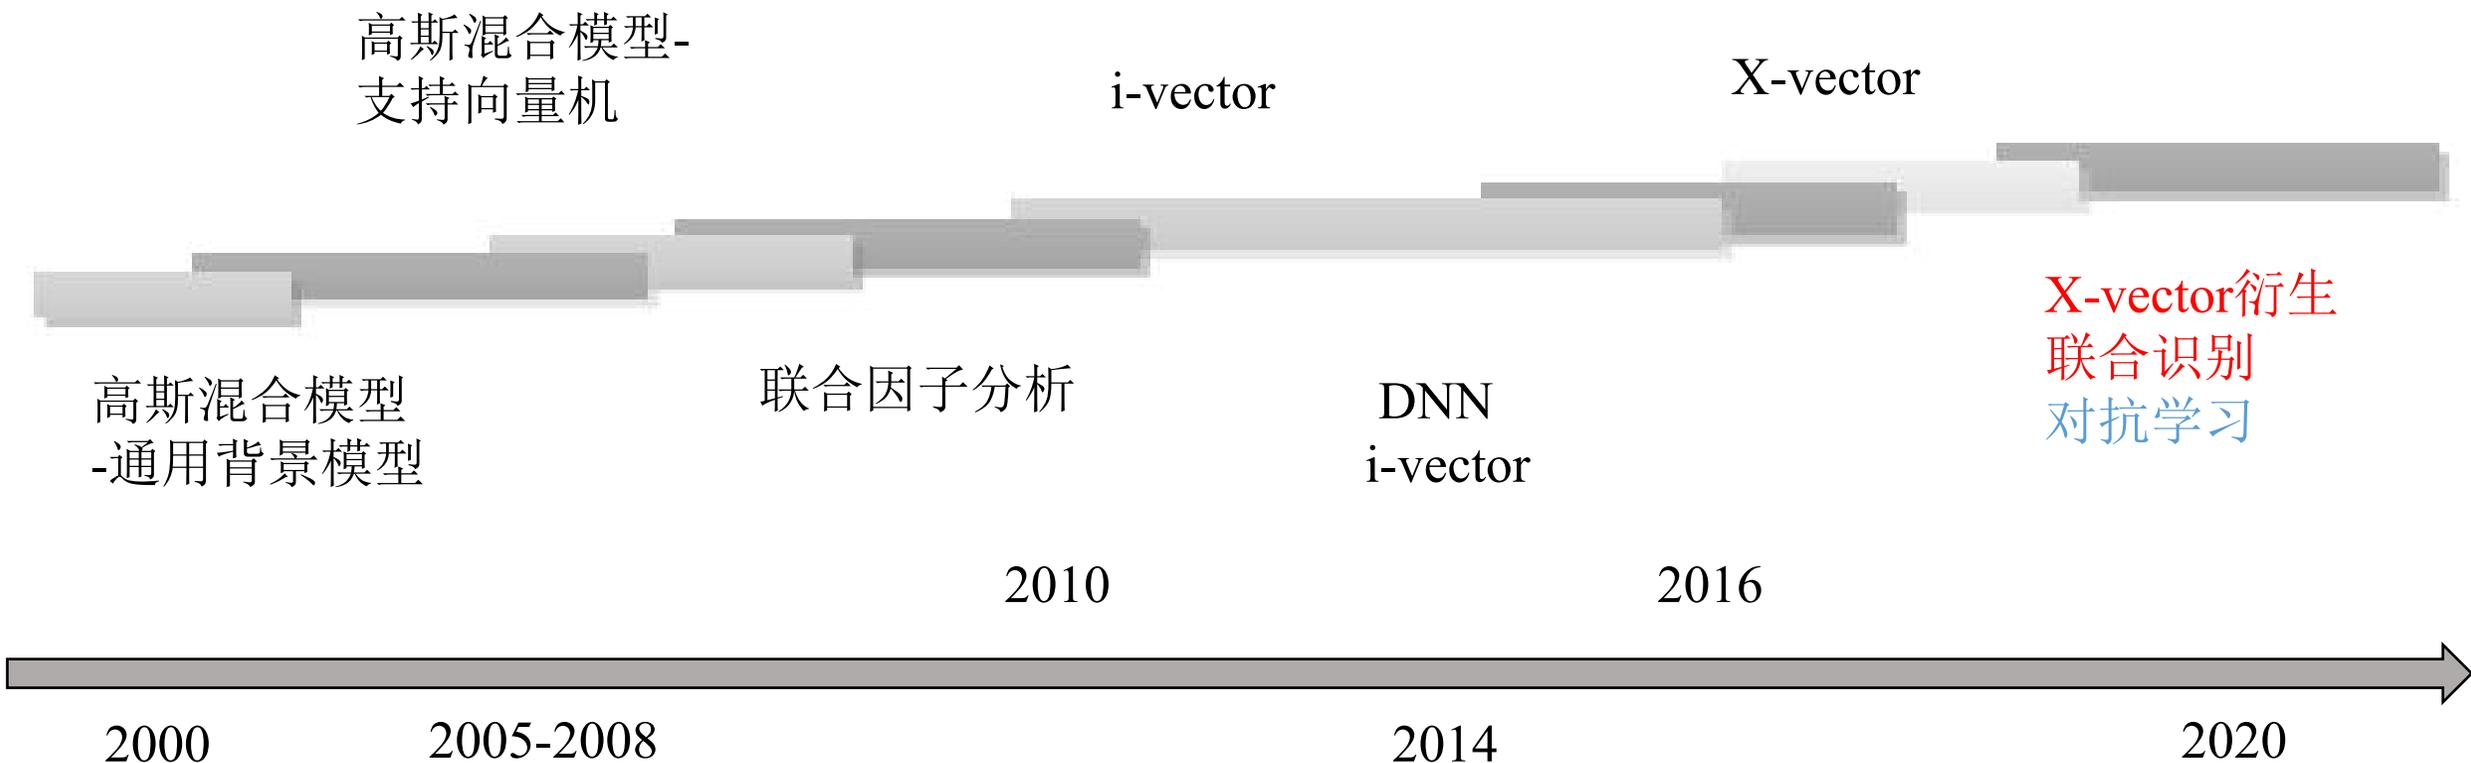 高斯混合模型-
支持向量机
i-vector
X-vector
高斯混合模型
-通用背景模型
联合因子分析
DNN
i-vector
X-vector衍生
联合识别
对抗学习
2010
2016
2000
2005-2008
2014
2020